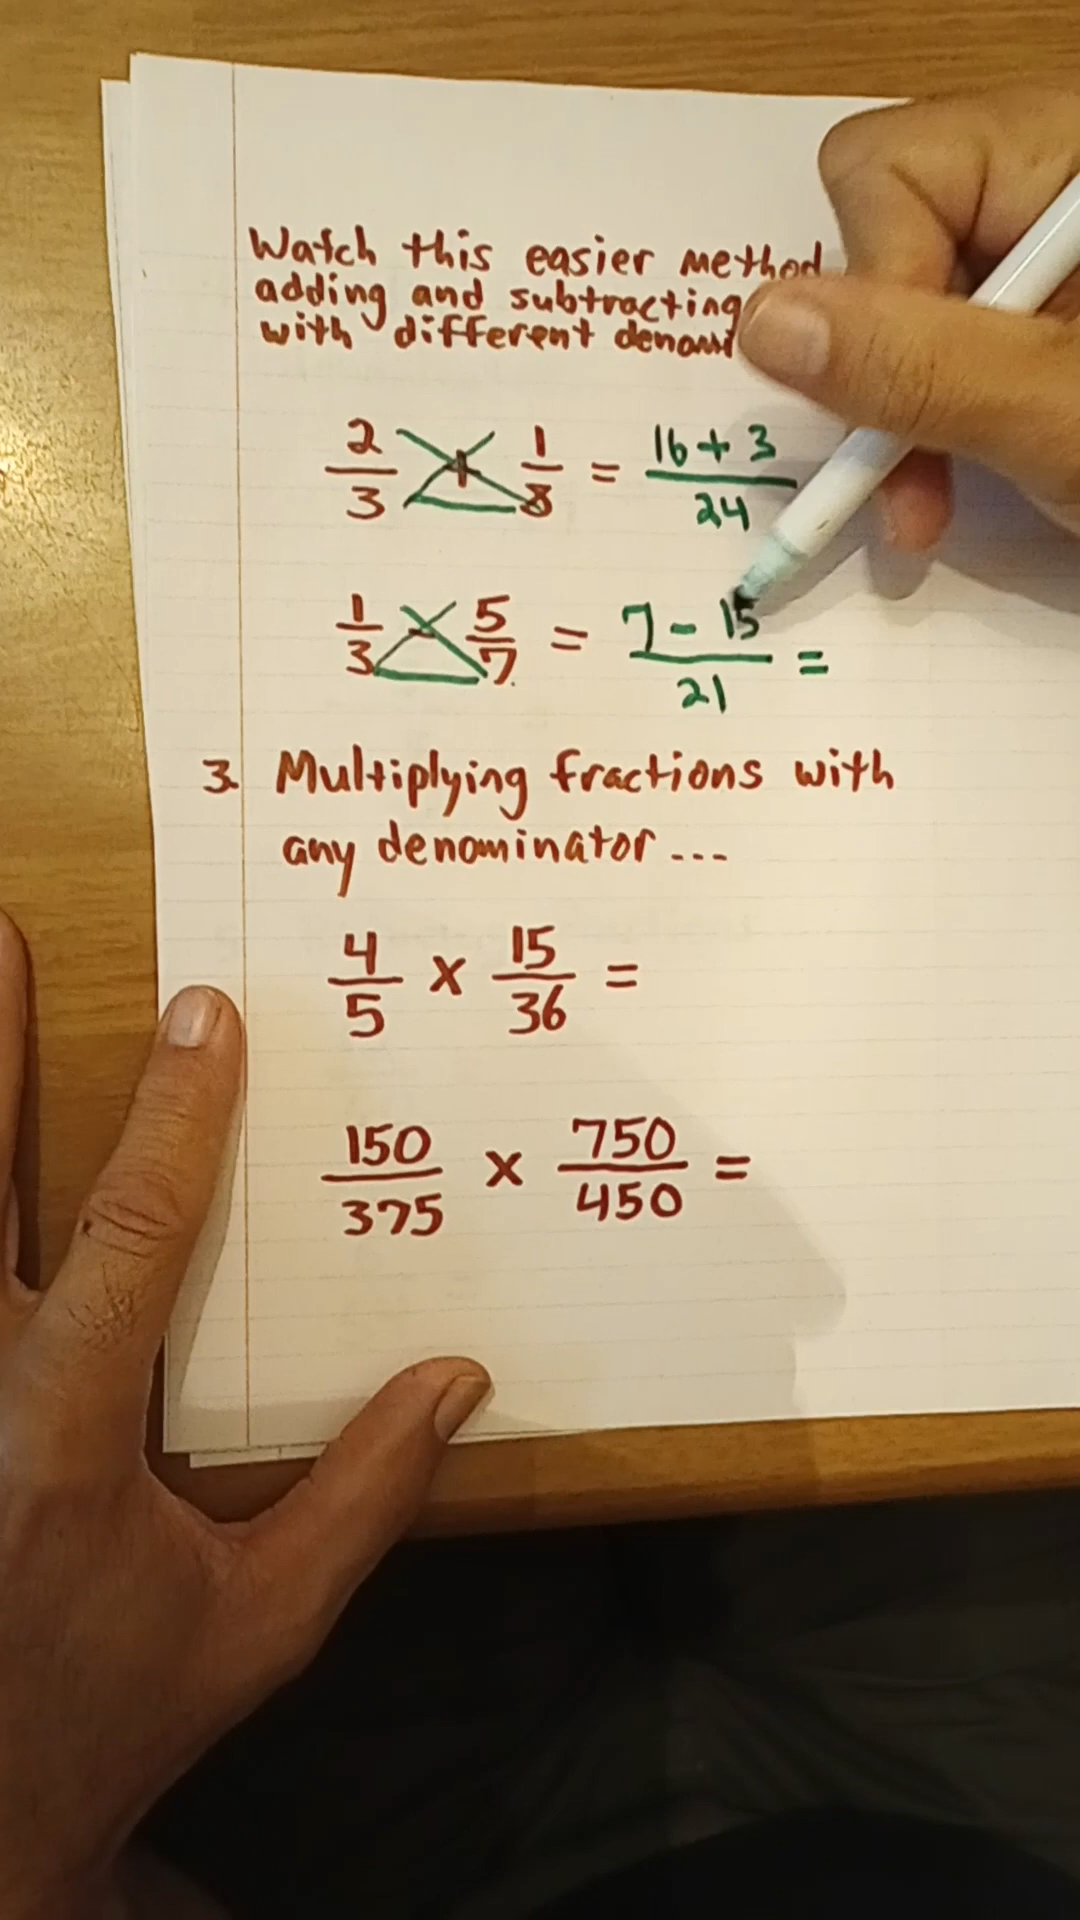 Watch this easier method
adding and subtracting
with different
2/3 + 1/8 = 16 + 3/24
1/3 - 5/7 = 7 - 15/21 =
3. Multiplying fractions with
any denominator ...
4/5 x 15/36 =
150/375 x 750/450 =